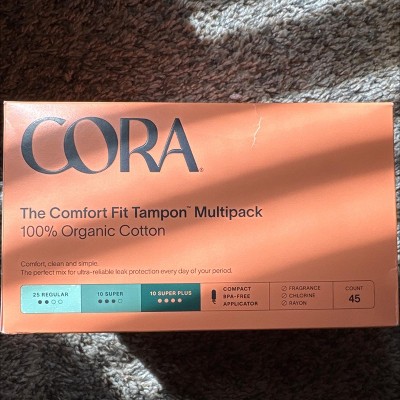 CORA®
The Comfort Fit Tampon™ Multipack
100% Organic Cotton
Comfort, clean and simple.
The perfect mix for ultra-reliable leak protection every day of your period.
25 REGULAR
10 SUPER
10 SUPER PLUS
COMPACT
BPA-FREE
APPLICATOR
FRAGRANCE
CHLORINE
RAYON
COUNT
45